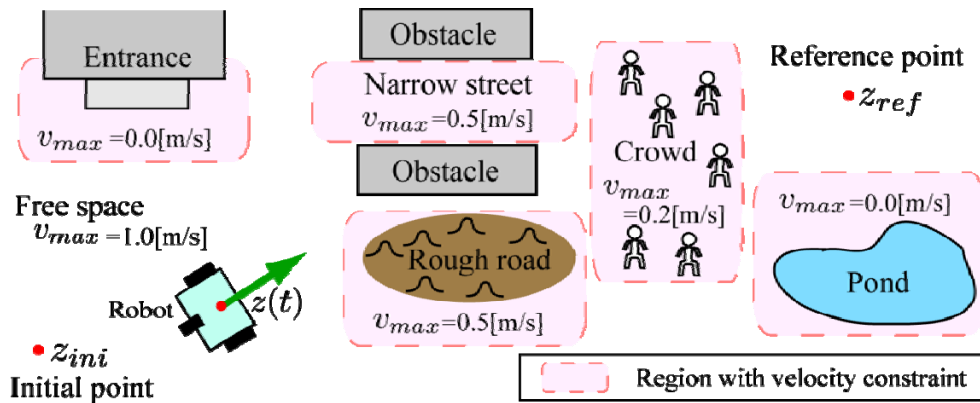 Entrance
v_max=0.0[m/s]
Obstacle
Narrow street
v_max=0.5[m/s]
Obstacle
Crowd
v_max
=0.2[m/s]
Reference point
z_ref
Free space
v_max=1.0[m/s]
Robot
z(t)
Rough road
v_max=0.5[m/s]
v_max=0.0[m/s]
Pond
z_ini
Initial point
Region with velocity constraint